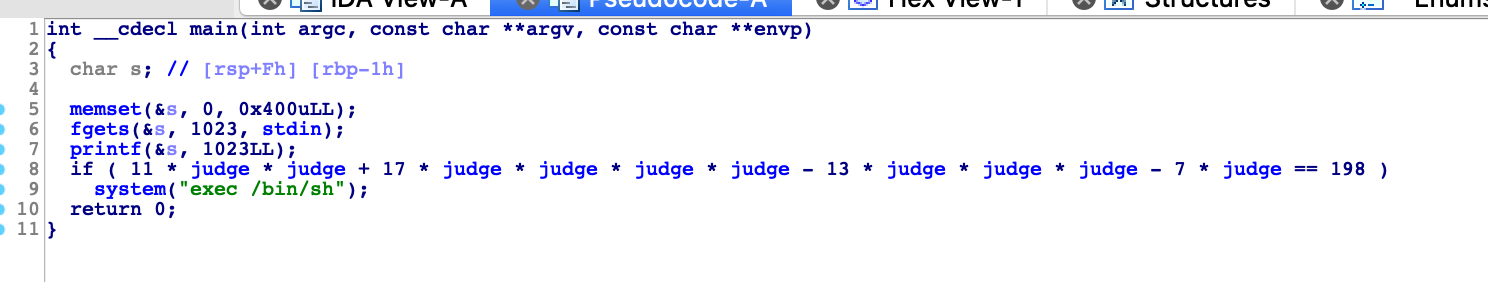 IDA View-A Pseudocode-A Hex View-1 Structures Enums
1 int __cdecl main(int argc, const char **argv, const char **envp)
2 {
3 char s; // [rsp+Fh] [rbp-1h]
4
5 memset(&s, 0, 0x400uLL);
6 fgets(&s, 1023, stdin);
7 printf(&s, 1023LL);
8 if ( 11 * judge * judge + 17 * judge * judge * judge * judge - 13 * judge * judge * judge - 7 * judge == 198 )
9 system("exec /bin/sh");
10 return 0;
11 }